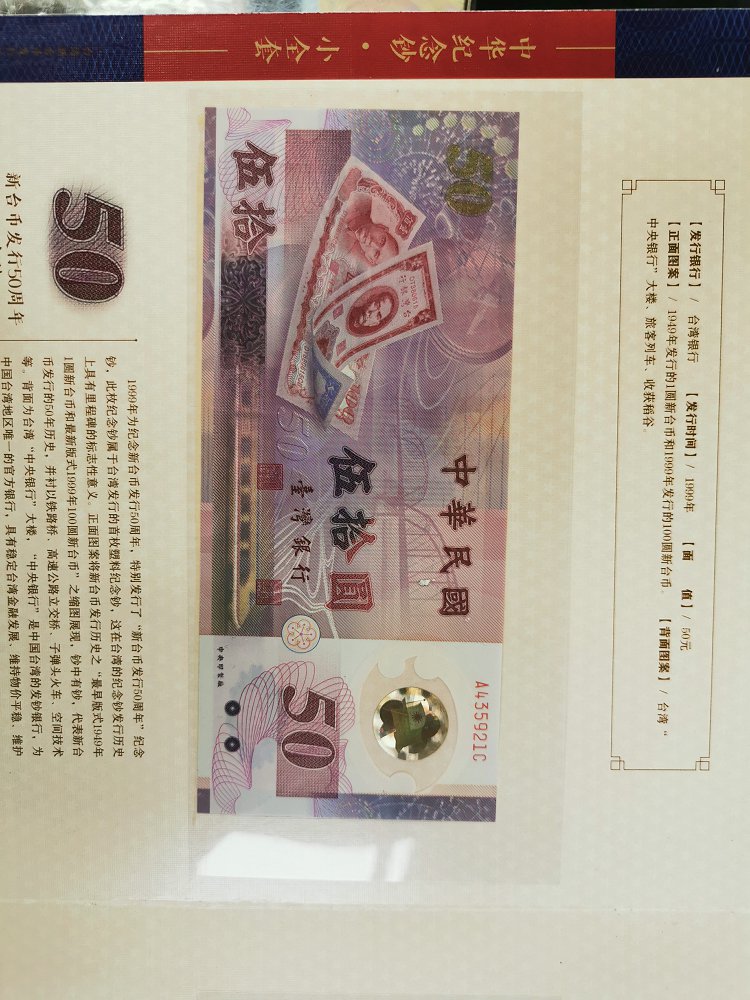 中华纪念钞·小全套
【发行银行】/ 台湾银行 【发行时间】/ 1999年 【面 值】/ 50元
【正面图案】/ 1949年发行的1圆新台币和1999年发行的100圆新台币。 【背面图案】/ 台湾“
中央银行”大楼、旅客列车、收获稻谷。
50
A435921C
中華民國
伍拾圓
臺灣銀行
50
伍拾
50
中央印製廠
50
新台币发行50周年
1999年为纪念新台币发行50周年，特别发行了“新台币发行50周年”纪念
钞，此枚纪念钞属于台湾发行的首枚塑料纪念钞，这在台湾的纪念钞发行历史
上具有里程碑的标志性意义。正面图案将新台币发行历史之“最早版式1949年
1圆新台币和最新版式1999年100圆新台币”之缩图展现，钞中有钞，代表新台
币发行的50年历史，并衬以铁路桥、高速公路立交桥、子弹头火车、空间技术
等。背面为台湾“中央银行”大楼，“中央银行”是中国台湾的发钞银行，为
中国台湾地区唯一的官方银行，具有稳定台湾金融发展、维持物价平稳、维护